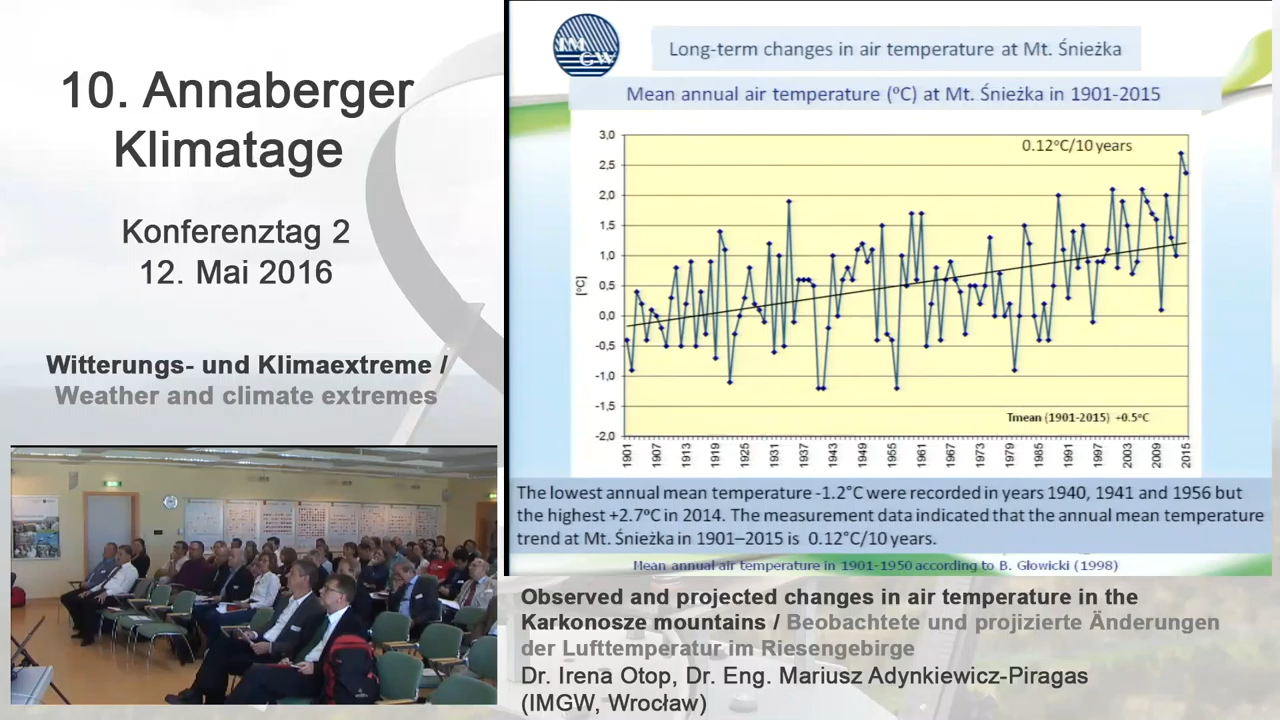 10. Annaberger
Klimatage
Konferenztag 2
12. Mai 2016
Witterungs- und Klimaextreme /
Weather and climate extremes
IM
GW
Long-term changes in air temperature at Mt. Śnieżka
Mean annual air temperature (°C) at Mt. Śnieżka in 1901-2015
0.12°C/10 years
3,0
2,5
2,0
1,5
1,0
0,5
0,0
-0,5
-1,0
-1,5
-2,0
[°C]
Tmean (1901-2015) +0.5°C
1901 1907 1913 1919 1925 1931 1937 1943 1949 1955 1961 1967 1973 1979 1985 1991 1997 2003 2009 2015
The lowest annual mean temperature -1.2°C were recorded in years 1940, 1941 and 1956 but
the highest +2.7°C in 2014. The measurement data indicated that the annual mean temperature
trend at Mt. Śnieżka in 1901–2015 is 0.12°C/10 years.
Mean annual air temperature in 1901-1950 according to B. Głowicki (1998)
Observed and projected changes in air temperature in the
Karkonosze mountains / Beobachtete und projizierte Änderungen
der Lufttemperatur im Riesengebirge
Dr. Irena Otop, Dr. Eng. Mariusz Adynkiewicz-Piragas
(IMGW, Wrocław)